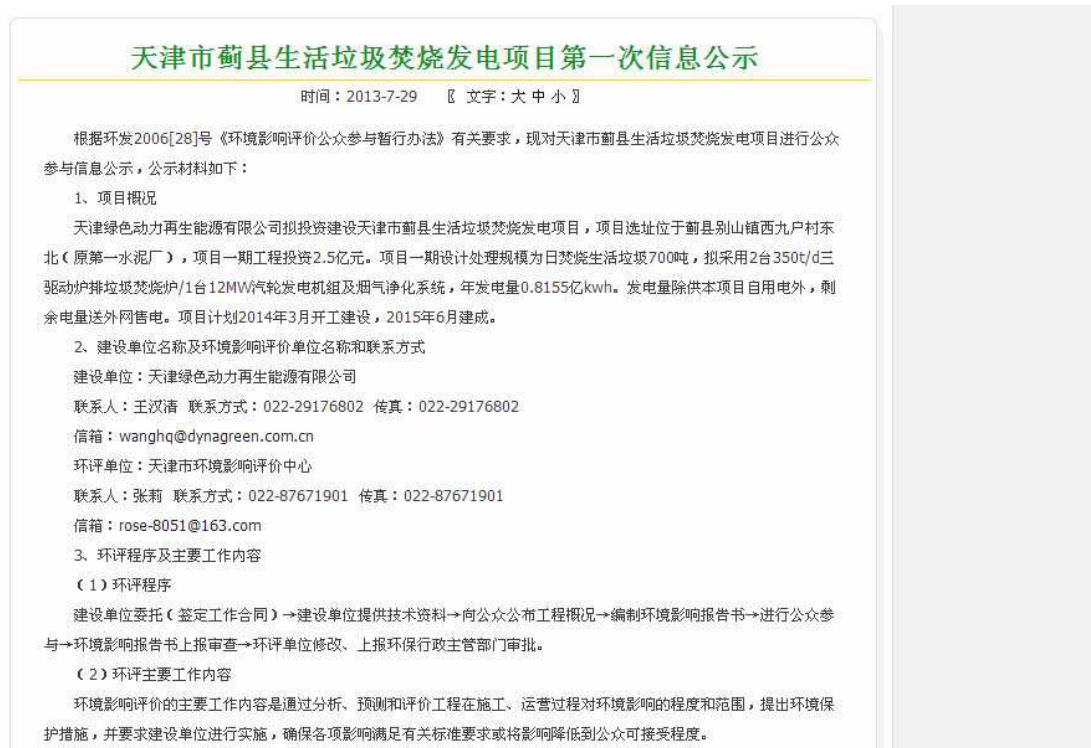 天津市蓟县生活垃圾焚烧发电项目第一次信息公示
时间：2013-7-29 〖 文字：大 中 小 〗
根据环发2006[28]号《环境影响评价公众参与暂行办法》有关要求，现对天津市蓟县生活垃圾焚烧发电项目进行公众
参与信息公示，公示材料如下：
1、项目概况
天津绿色动力再生能源有限公司拟投资建设天津市蓟县生活垃圾焚烧发电项目，项目选址位于蓟县别山镇西九户村东
北（原第一水泥厂），项目一期工程投资2.5亿元。项目一期设计处理规模为日焚烧生活垃圾700吨，拟采用2台350t/d三
驱动炉排垃圾焚烧炉/1台12MW汽轮发电机组及烟气净化系统，年发电量0.8155亿kwh。发电量除供本项目自用电外，剩
余电量送外网售电。项目计划2014年3月开工建设，2015年6月建成。
2、建设单位名称及环境影响评价单位名称和联系方式
建设单位：天津绿色动力再生能源有限公司
联系人：王汉清 联系方式：022-29176802 传真：022-29176802
信箱：wanghq@dynagreen.com.cn
环评单位：天津市环境影响评价中心
联系人：张莉 联系方式：022-87671901 传真：022-87671901
信箱：rose-8051@163.com
3、环评程序及主要工作内容
（1）环评程序
建设单位委托（签定工作合同）→建设单位提供技术资料→向公众公布工程概况→编制环境影响报告书→进行公众参
与→环境影响报告书上报审查→环评单位修改、上报环保行政主管部门审批。
（2）环评主要工作内容
环境影响评价的主要工作内容是通过分析、预测和评价工程在施工、运营过程对环境影响的程度和范围，提出环境保
护措施，并要求建设单位进行实施，确保各项影响满足有关标准要求或将影响降低到公众可接受程度。